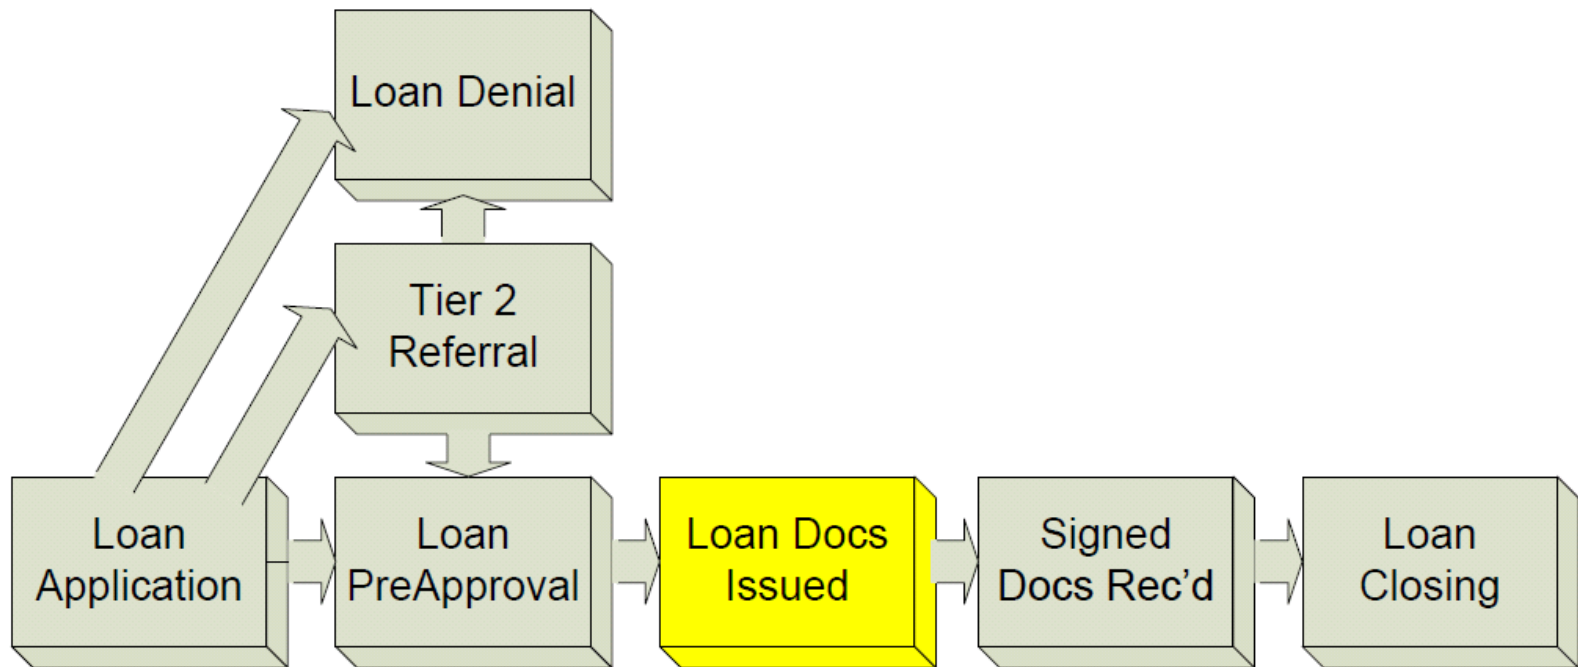 Loan Denial
Tier 2
Referral
Loan
Application
Loan
PreApproval
Loan Docs
Issued
Signed
Docs Rec’d
Loan
Closing